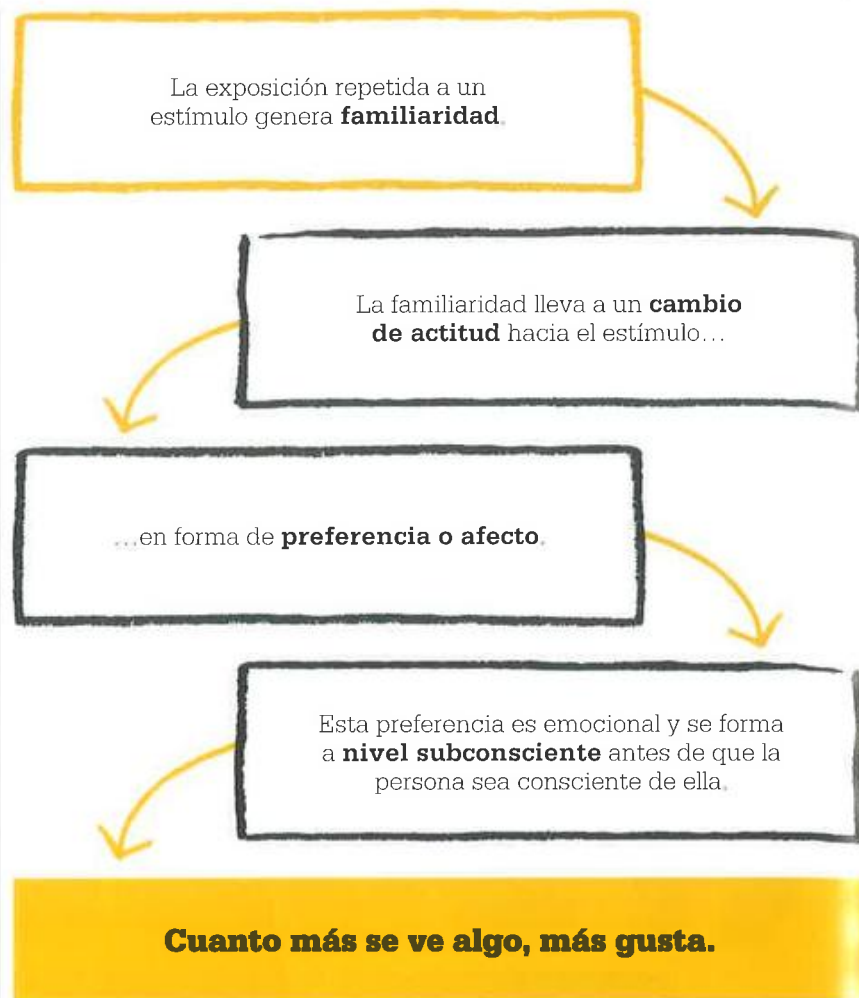 La exposición repetida a un
estímulo genera familiaridad.
La familiaridad lleva a un cambio
de actitud hacia el estímulo...
...en forma de preferencia o afecto.
Esta preferencia es emocional y se forma
a nivel subconsciente antes de que la
persona sea consciente de ella.
Cuanto más se ve algo, más gusta.